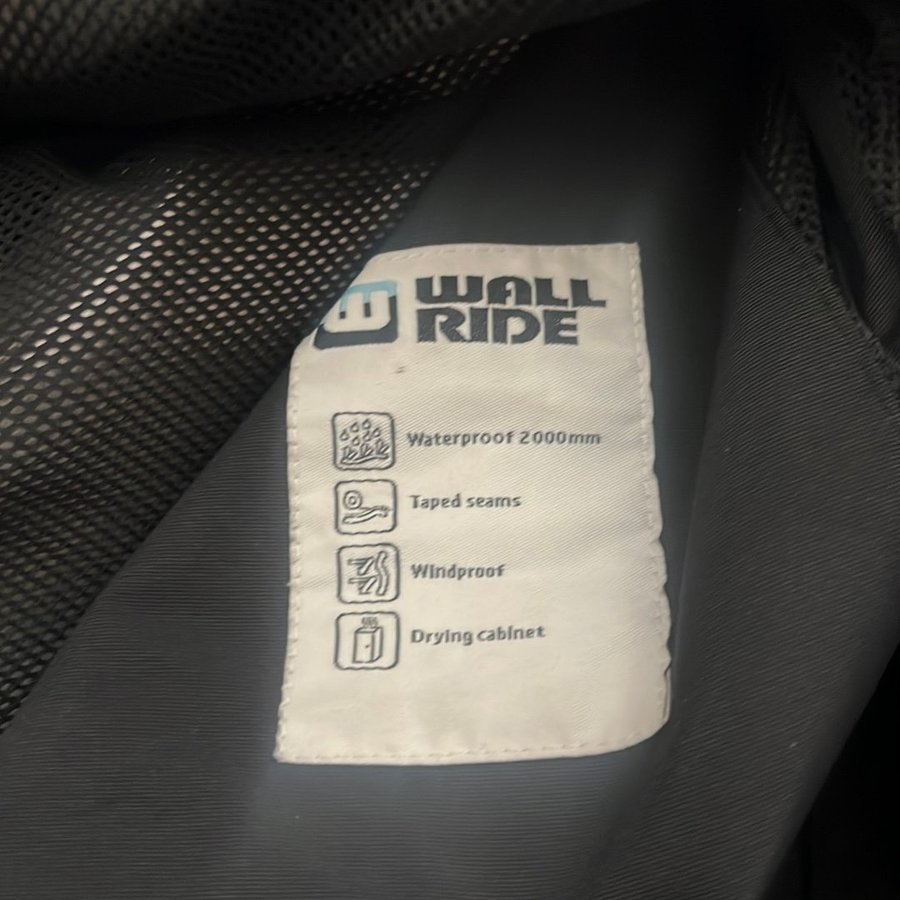 WALL
RIDE
Waterproof 2000mm
Taped seams
Windproof
Drying cabinet